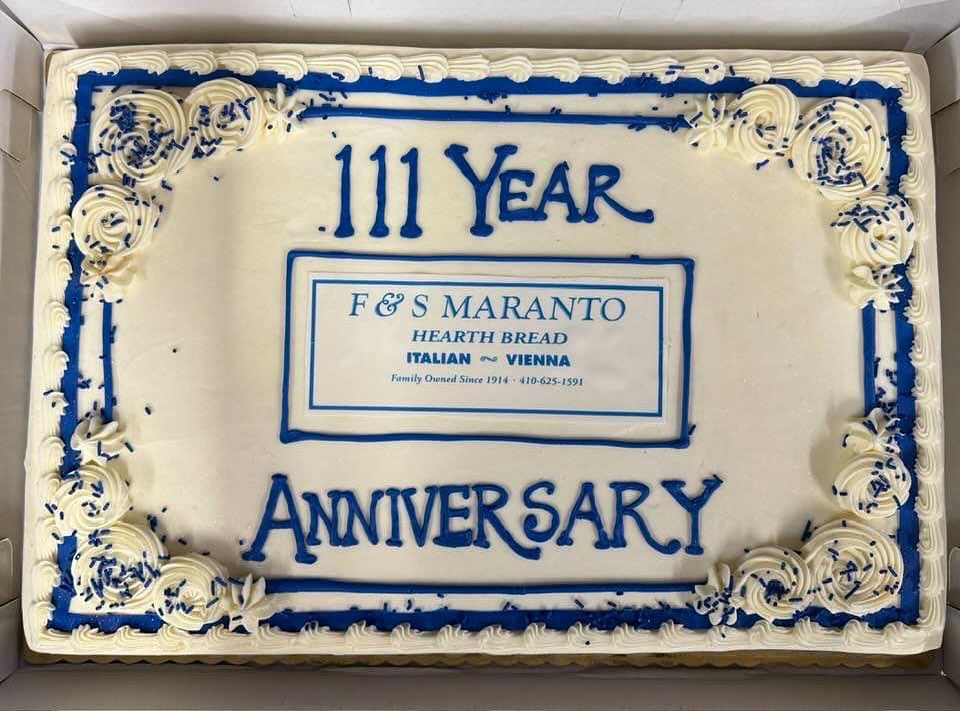 111 YEAR
F & S MARANTO
HEARTH BREAD
ITALIAN ~ VIENNA
Family Owned Since 1914 · 410-625-1591
ANNIVERSARY